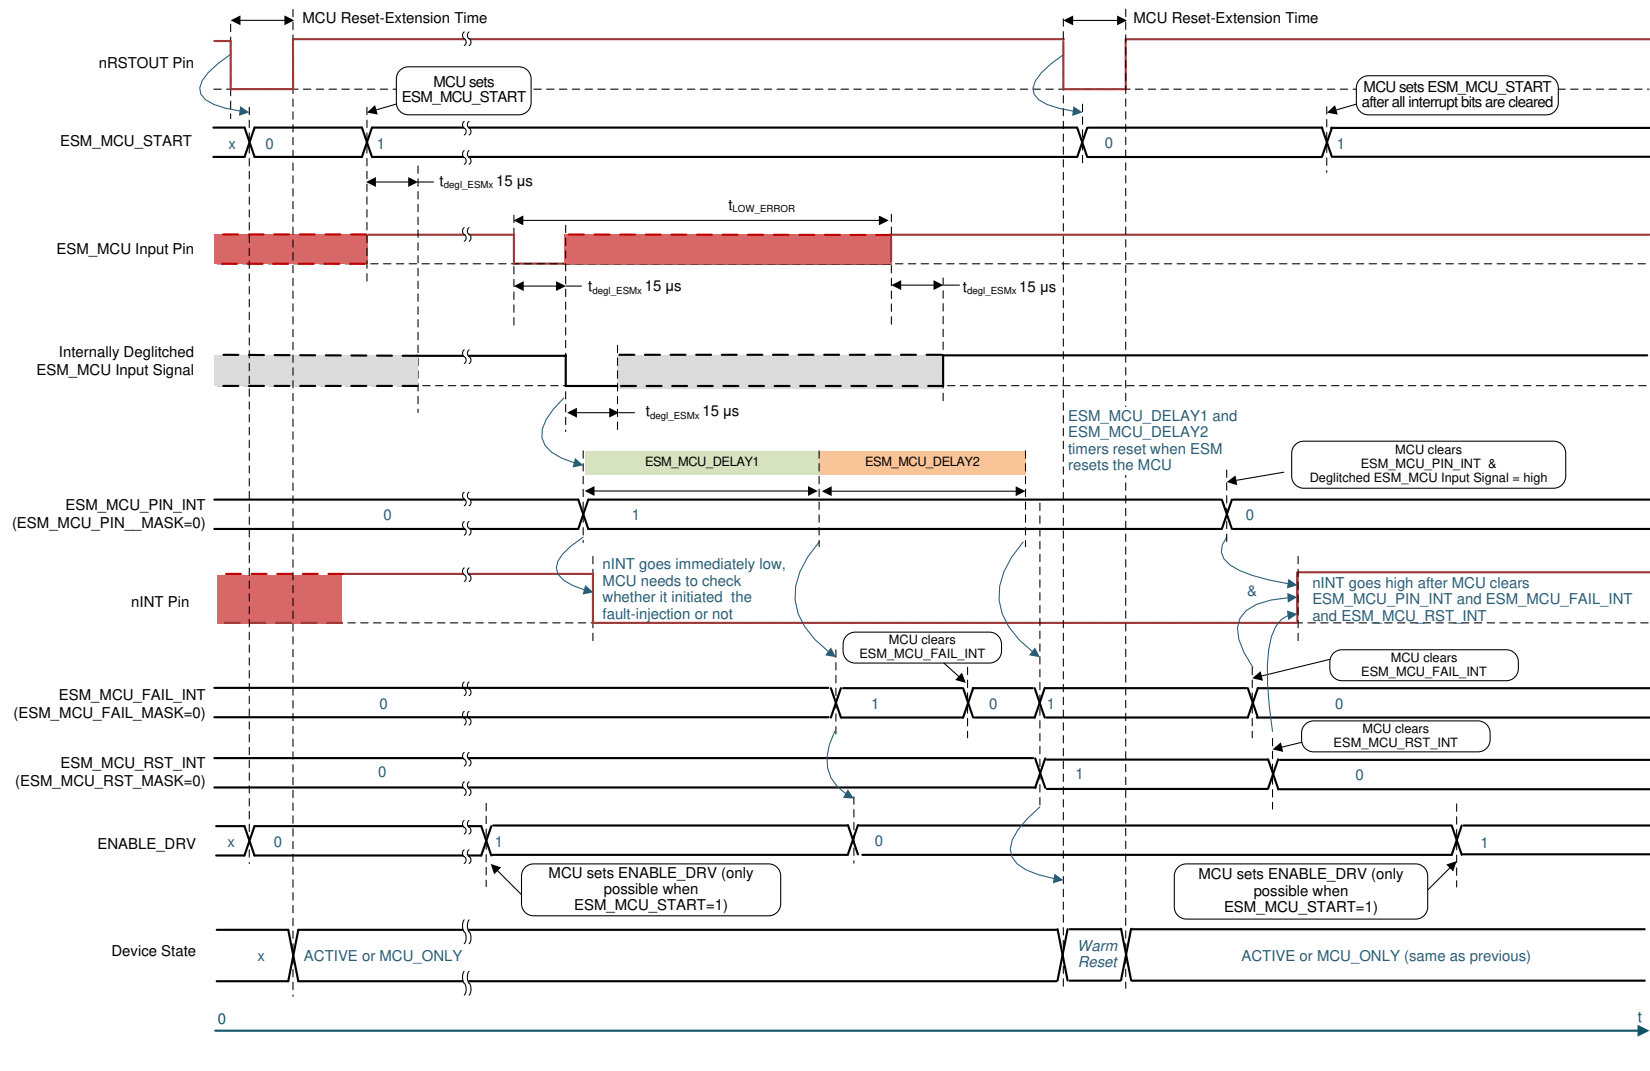 MCU Reset-Extension Time
MCU Reset-Extension Time
nRSTOUT Pin
MCU sets
ESM_MCU_START
MCU sets ESM_MCU_START
after all interrupt bits are cleared
ESM_MCU_START
x
0
1
0
1
tdegl_ESMx 15 µs
tLOW_ERROR
ESM_MCU Input Pin
tdegl_ESMx 15 µs
tdegl_ESMx 15 µs
Internally Deglitched
ESM_MCU Input Signal
tdegl_ESMx 15 µs
ESM_MCU_DELAY1 and
ESM_MCU_DELAY2
timers reset when ESM
resets the MCU
ESM_MCU_DELAY1
ESM_MCU_DELAY2
MCU clears
ESM_MCU_PIN_INT &
Deglitched ESM_MCU Input Signal = high
ESM_MCU_PIN_INT
(ESM_MCU_PIN__MASK=0)
0
1
0
nINT goes immediately low,
MCU needs to check
whether it initiated the
fault-injection or not
nINT Pin
&
nINT goes high after MCU clears
ESM_MCU_PIN_INT and ESM_MCU_FAIL_INT
and ESM_MCU_RST_INT
MCU clears
ESM_MCU_FAIL_INT
MCU clears
ESM_MCU_FAIL_INT
ESM_MCU_FAIL_INT
(ESM_MCU_FAIL_MASK=0)
0
1
0
1
0
MCU clears
ESM_MCU_RST_INT
ESM_MCU_RST_INT
(ESM_MCU_RST_MASK=0)
0
1
0
ENABLE_DRV
x
0
1
0
1
MCU sets ENABLE_DRV (only
possible when
ESM_MCU_START=1)
MCU sets ENABLE_DRV (only
possible when
ESM_MCU_START=1)
Device State
x
ACTIVE or MCU_ONLY
Warm
Reset
ACTIVE or MCU_ONLY (same as previous)
0
t